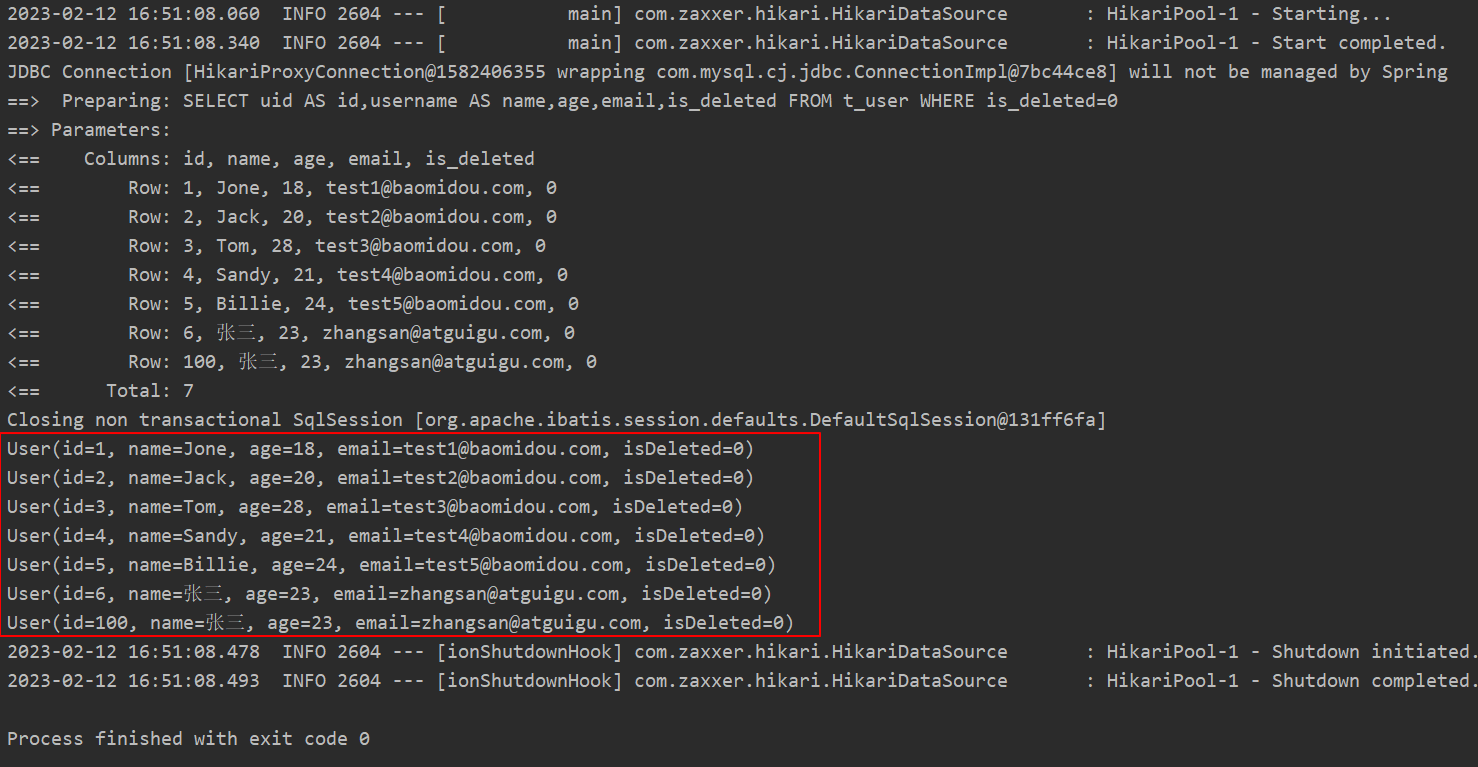 2023-02-12 16:51:08.060  INFO 2604 --- [           main] com.zaxxer.hikari.HikariDataSource       : HikariPool-1 - Starting...
2023-02-12 16:51:08.340  INFO 2604 --- [           main] com.zaxxer.hikari.HikariDataSource       : HikariPool-1 - Start completed.
JDBC Connection [HikariProxyConnection@1582406355 wrapping com.mysql.cj.jdbc.ConnectionImpl@7bc44ce8] will not be managed by Spring
==>  Preparing: SELECT uid AS id,username AS name,age,email,is_deleted FROM t_user WHERE is_deleted=0
==> Parameters:
<==    Columns: id, name, age, email, is_deleted
<==        Row: 1, Jone, 18, test1@baomidou.com, 0
<==        Row: 2, Jack, 20, test2@baomidou.com, 0
<==        Row: 3, Tom, 28, test3@baomidou.com, 0
<==        Row: 4, Sandy, 21, test4@baomidou.com, 0
<==        Row: 5, Billie, 24, test5@baomidou.com, 0
<==        Row: 6, 张三, 23, zhangsan@atguigu.com, 0
<==        Row: 100, 张三, 23, zhangsan@atguigu.com, 0
<==      Total: 7
Closing non transactional SqlSession [org.apache.ibatis.session.defaults.DefaultSqlSession@131ff6fa]
User(id=1, name=Jone, age=18, email=test1@baomidou.com, isDeleted=0)
User(id=2, name=Jack, age=20, email=test2@baomidou.com, isDeleted=0)
User(id=3, name=Tom, age=28, email=test3@baomidou.com, isDeleted=0)
User(id=4, name=Sandy, age=21, email=test4@baomidou.com, isDeleted=0)
User(id=5, name=Billie, age=24, email=test5@baomidou.com, isDeleted=0)
User(id=6, name=张三, age=23, email=zhangsan@atguigu.com, isDeleted=0)
User(id=100, name=张三, age=23, email=zhangsan@atguigu.com, isDeleted=0)
2023-02-12 16:51:08.478  INFO 2604 --- [ionShutdownHook] com.zaxxer.hikari.HikariDataSource       : HikariPool-1 - Shutdown initiated.
2023-02-12 16:51:08.493  INFO 2604 --- [ionShutdownHook] com.zaxxer.hikari.HikariDataSource       : HikariPool-1 - Shutdown completed.
Process finished with exit code 0